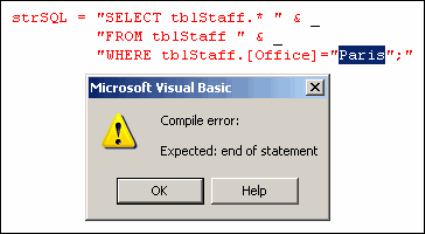 strSQL = "SELECT tblStaff.* " & _
"FROM tblStaff " & _
"WHERE tblStaff.[Office]="Paris";"
Microsoft Visual Basic
Compile error:
Expected: end of statement
OK
Help